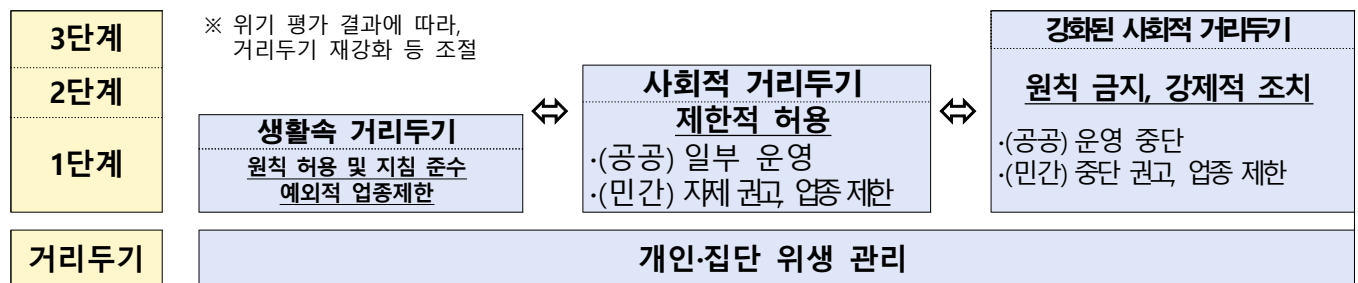 3단계
2단계
1단계
※ 위기 평가 결과에 따라,
거리두기 재강화 등 조절
생활속 거리두기
원칙 허용 및 지침 준수
예외적 업종제한
⇔
사회적 거리두기
제한적 허용
·(공공) 일부 운영
·(민간) 자제 권고, 업종 제한
⇔
강화된 사회적 거리두기
원칙 금지, 강제적 조치
·(공공) 운영 중단
·(민간) 중단 권고, 업종 제한
거리두기
개인·집단 위생 관리